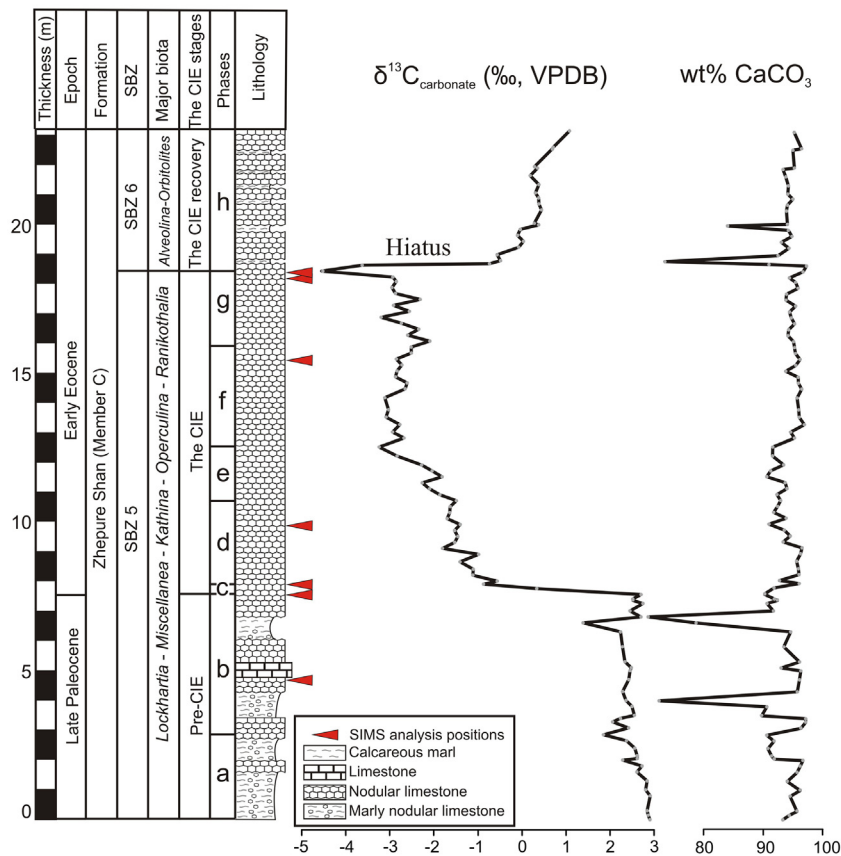 Thickness (m)
Epoch
Formation
SBZ
Major biota
The CIE stages
Phases
Lithology
δ¹³Ccarbonate (‰, VPDB)
wt% CaCO₃
20
15
10
5
0
Early Eocene
Late Paleocene
Zhepure Shan (Member C)
SBZ 6
SBZ 5
Alveolina-Orbitolites
Lockhartia - Miscellanea - Kathina - Operculina - Ranikothalia
The CIE recovery
The CIE
Pre-CIE
h
g
f
e
d
c
b
a
Hiatus
SIMS analysis positions
Calcareous marl
Limestone
Nodular limestone
Marly nodular limestone
-5 -4 -3 -2 -1 0 1 2 3
80 90 100